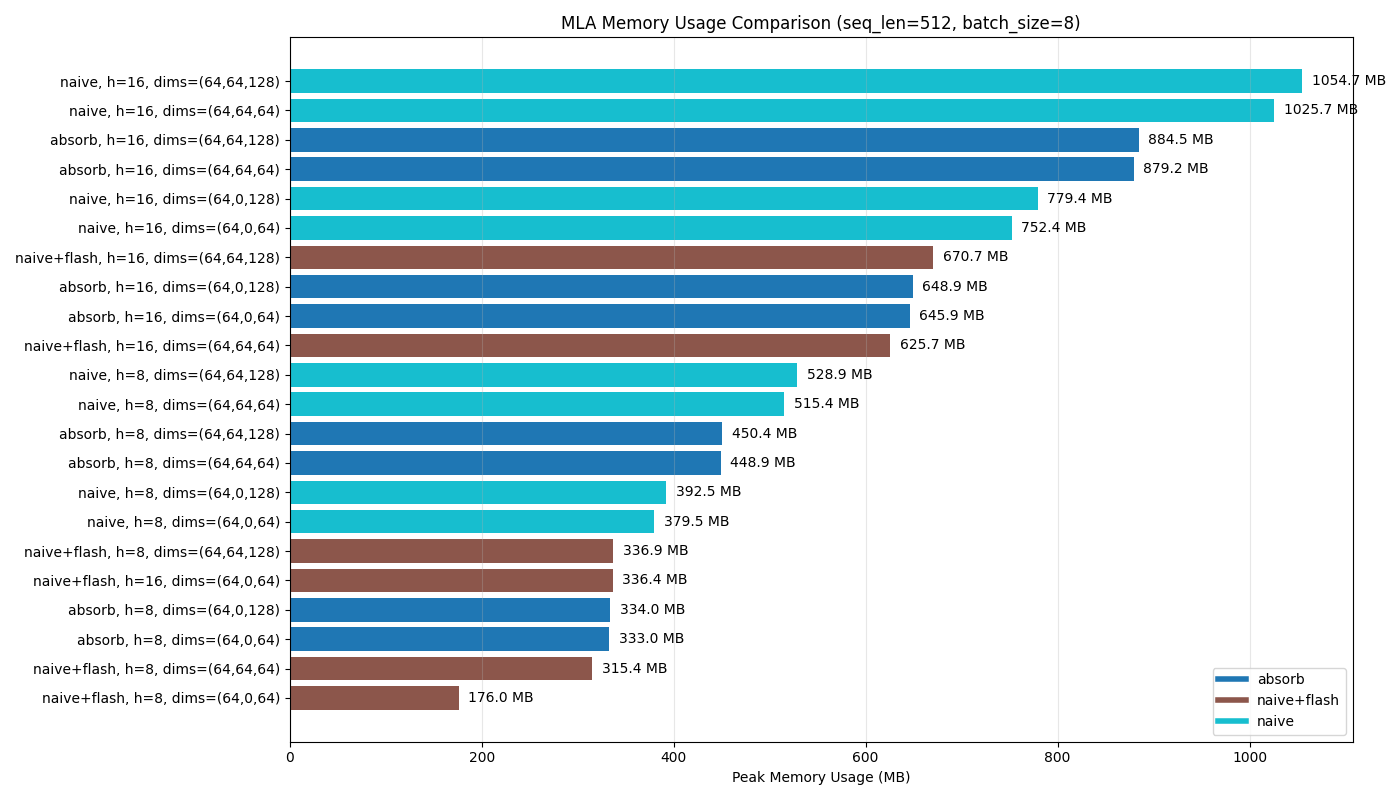 MLA Memory Usage Comparison (seq_len=512, batch_size=8)
naive, h=16, dims=(64,64,128) 1054.7 MB
naive, h=16, dims=(64,64,64) 1025.7 MB
absorb, h=16, dims=(64,64,128) 884.5 MB
absorb, h=16, dims=(64,64,64) 879.2 MB
naive, h=16, dims=(64,0,128) 779.4 MB
naive, h=16, dims=(64,0,64) 752.4 MB
naive+flash, h=16, dims=(64,64,128) 670.7 MB
absorb, h=16, dims=(64,0,128) 648.9 MB
absorb, h=16, dims=(64,0,64) 645.9 MB
naive+flash, h=16, dims=(64,64,64) 625.7 MB
naive, h=8, dims=(64,64,128) 528.9 MB
naive, h=8, dims=(64,64,64) 515.4 MB
absorb, h=8, dims=(64,64,128) 450.4 MB
absorb, h=8, dims=(64,64,64) 448.9 MB
naive, h=8, dims=(64,0,128) 392.5 MB
naive, h=8, dims=(64,0,64) 379.5 MB
naive+flash, h=8, dims=(64,64,128) 336.9 MB
naive+flash, h=16, dims=(64,0,64) 336.4 MB
absorb, h=8, dims=(64,0,128) 334.0 MB
absorb, h=8, dims=(64,0,64) 333.0 MB
naive+flash, h=8, dims=(64,64,64) 315.4 MB
naive+flash, h=8, dims=(64,0,64) 176.0 MB
absorb
naive+flash
naive
0 200 400 600 800 1000
Peak Memory Usage (MB)